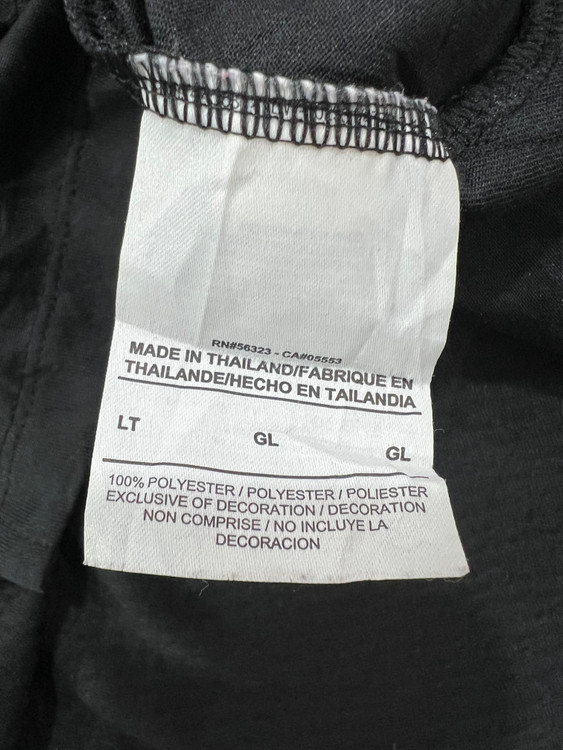 RN#56323 - CA#05553
MADE IN THAILAND/FABRIQUE EN
THAILANDE/HECHO EN TAILANDIA
LT GL GL
100% POLYESTER / POLYESTER / POLIESTER
EXCLUSIVE OF DECORATION / DECORATION
NON COMPRISE / NO INCLUYE LA
DECORACION